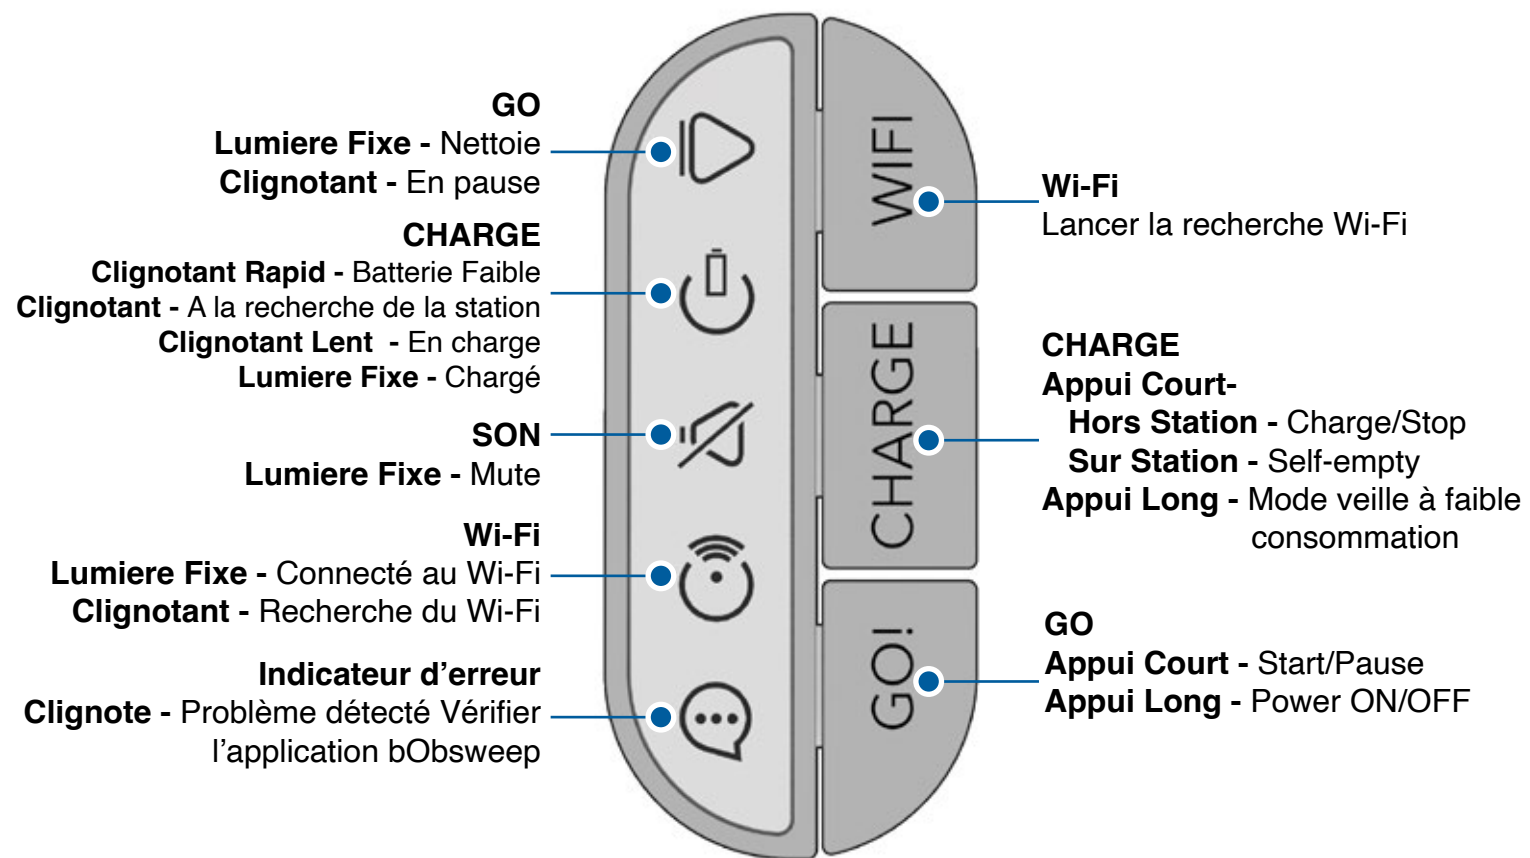 GO
Lumiere Fixe - Nettoie
Clignotant - En pause
CHARGE
Clignotant Rapid - Batterie Faible
Clignotant - A la recherche de la station
Clignotant Lent - En charge
Lumiere Fixe - Chargé
SON
Lumiere Fixe - Mute
Wi-Fi
Lumiere Fixe - Connecté au Wi-Fi
Clignotant - Recherche du Wi-Fi
Indicateur d'erreur
Clignote - Problème détecté Vérifier
l'application bObsweep
WIFI
CHARGE
GO!
Wi-Fi
Lancer la recherche Wi-Fi
CHARGE
Appui Court-
Hors Station - Charge/Stop
Sur Station - Self-empty
Appui Long - Mode veille à faible
consommation
GO
Appui Court - Start/Pause
Appui Long - Power ON/OFF